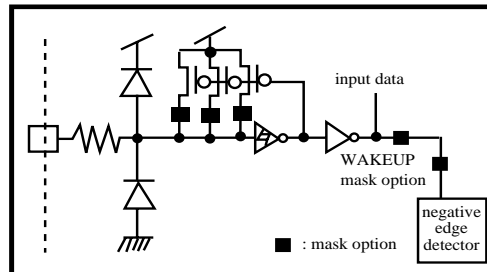 input data
WAKEUP
mask option
negative
edge
detector
: mask option